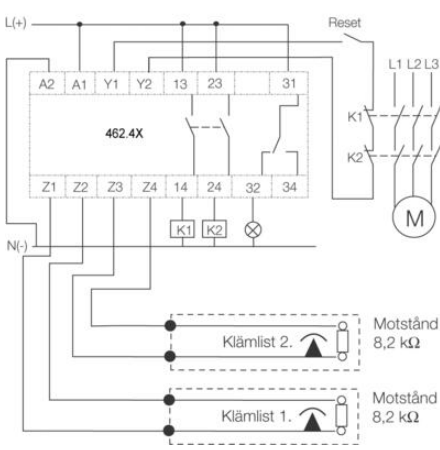 L(+)
Reset
A2 A1 Y1 Y2 13 23 31
L1 L2 L3
462.4X
K1
K2
Z1 Z2 Z3 Z4 14 24 32 34
K1 K2
M
N(-)
Klämlist 2.
Motstånd
8,2 kΩ
Klämlist 1.
Motstånd
8,2 kΩ